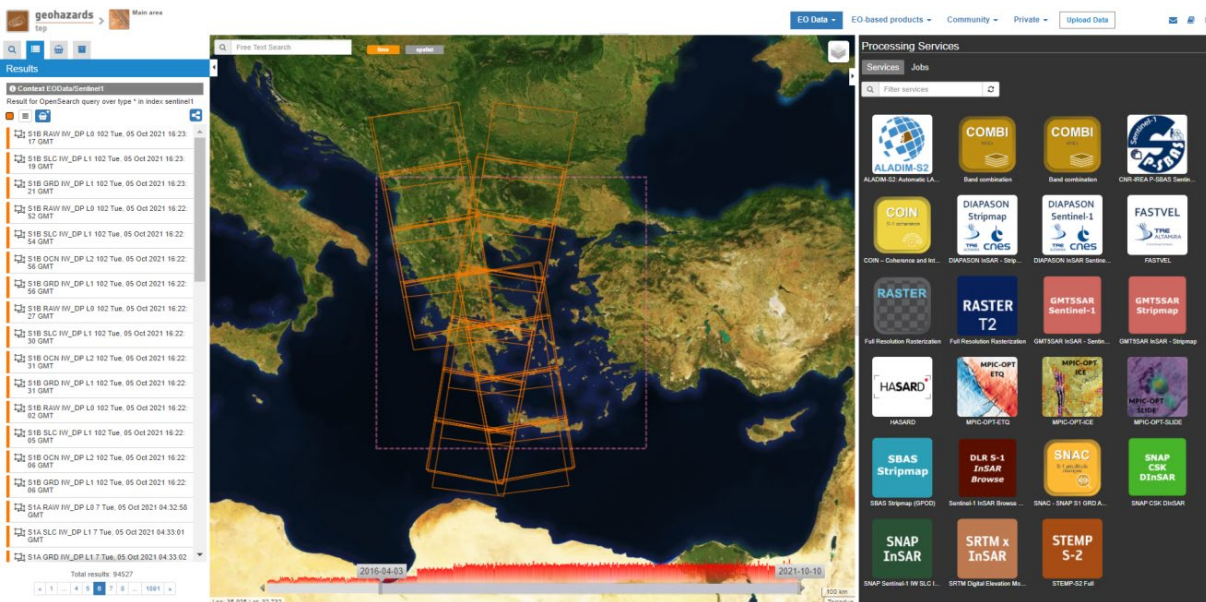 geohazards
tep
Main area
EO Data
EO-based products
Community
Private
Upload Data
Results
Context EOData/Sentinel1
Result for OpenSearch query over type * in index sentinel1
S1B RAW IW_DP L0 102 Tue, 05 Oct 2021 16:23:
17 GMT
S1B SLC IW_DP L1 102 Tue, 05 Oct 2021 16:23:
19 GMT
S1B GRD IW_DP L1 102 Tue, 05 Oct 2021 16:23:
21 GMT
S1B RAW IW_DP L0 102 Tue, 05 Oct 2021 16:22:
52 GMT
S1B SLC IW_DP L1 102 Tue, 05 Oct 2021 16:22:
54 GMT
S1B OCN IW_DP L2 102 Tue, 05 Oct 2021 16:22:
56 GMT
S1B GRD IW_DP L1 102 Tue, 05 Oct 2021 16:22:
56 GMT
S1B RAW IW_DP L0 102 Tue, 05 Oct 2021 16:22:
27 GMT
S1B SLC IW_DP L1 102 Tue, 05 Oct 2021 16:22:
30 GMT
S1B OCN IW_DP L2 102 Tue, 05 Oct 2021 16:22:
31 GMT
S1B GRD IW_DP L1 102 Tue, 05 Oct 2021 16:22:
31 GMT
S1B RAW IW_DP L0 102 Tue, 05 Oct 2021 16:22:
02 GMT
S1B SLC IW_DP L1 102 Tue, 05 Oct 2021 16:22:
05 GMT
S1B OCN IW_DP L2 102 Tue, 05 Oct 2021 16:22:
06 GMT
S1B GRD IW_DP L1 102 Tue, 05 Oct 2021 16:22:
06 GMT
S1A RAW IW_DP L0 7 Tue, 05 Oct 2021 04:32:58
GMT
S1A SLC IW_DP L1 7 Tue, 05 Oct 2021 04:33:01
GMT
S1A GRD IW_DP L1 7 Tue, 05 Oct 2021 04:33:02
Total results: 94527
« 1 ... 4 5 6 7 8 ... 1891 »
Free Text Search
time
spatial
2016-04-03
2021-10-10
100 km
Terradue
Processing Services
Services
Jobs
Filter services
ALADIM-S2
ALADIM-S2: Automatic LA...
COMBI
Band combination
COMBI
Band combination
Sentinel-1
P-SBAS
CNR-IREA P-SBAS Sentin...
COIN
COIN – Coherence and Int...
DIAPASON
Stripmap
TRE
cnes
DIAPASON InSAR - Strip...
DIAPASON
Sentinel-1
TRE
cnes
DIAPASON InSAR Sentine...
FASTVEL
TRE
ALTAMIRA
FASTVEL
RASTER
Full Resolution Rasterization
RASTER
T2
Full Resolution Rasterization
GMT5SAR
Sentinel-1
GMT5SAR InSAR - Sentin...
GMT5SAR
Stripmap
GMT5SAR InSAR - Stripmap
HASARD
HASARD
MPIC-OPT
ETQ
MPIC-OPT-ETQ
MPIC-OPT
ICE
MPIC-OPT-ICE
MPIC-OPT
SLIDE
MPIC-OPT-SLIDE
SBAS
Stripmap
SBAS Stripmap (GPOD)
DLR S-1
InSAR
Browse
Sentinel-1 InSAR Browse ...
SNAC
SNAC - SNAP S1 GRD A...
SNAP
CSK
DInSAR
SNAP CSK DInSAR
SNAP
InSAR
SNAP Sentinel-1 IW SLC I...
SRTM x
InSAR
SRTM Digital Elevation Mo...
STEMP
S-2
STEMP-S2 Full